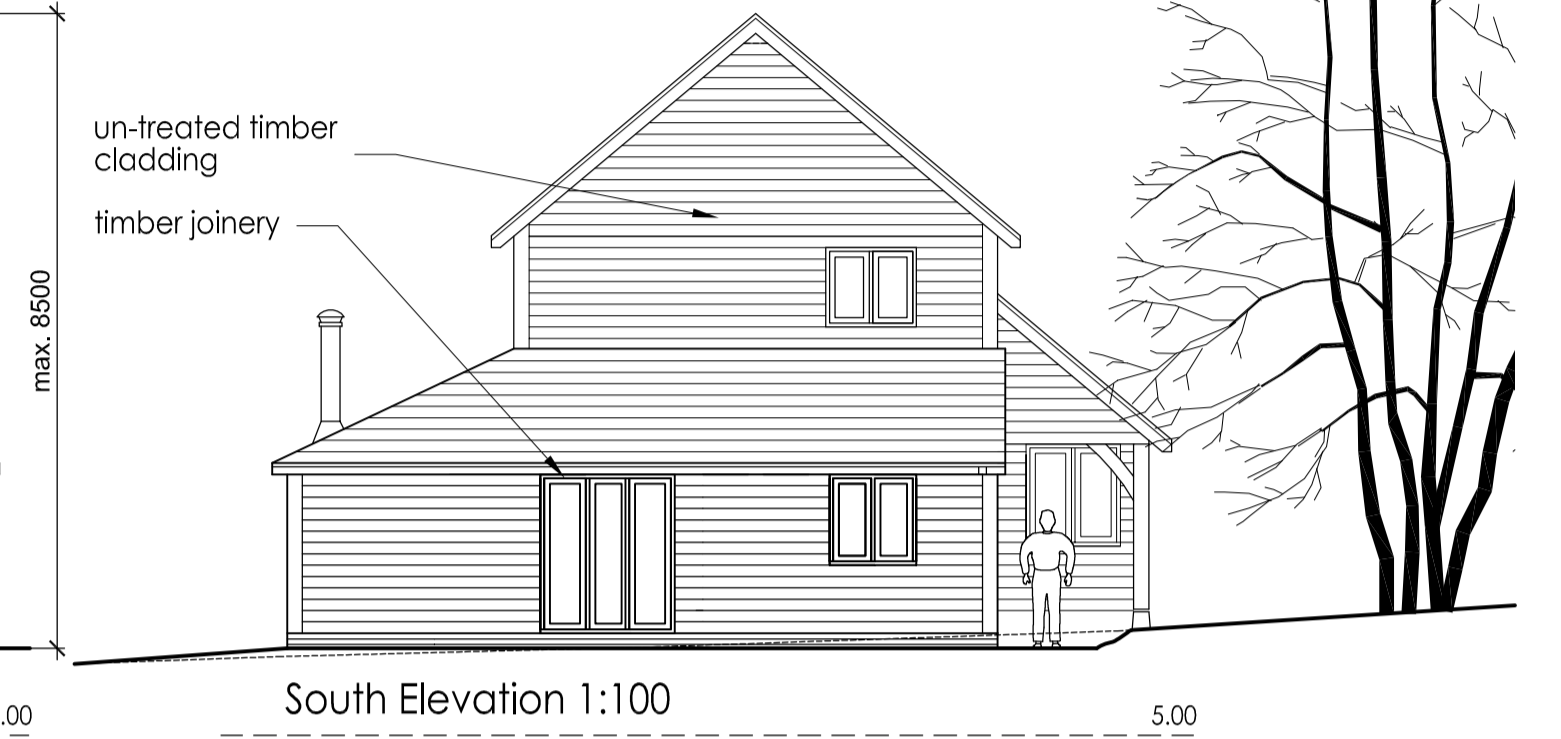 un-treated timber
cladding
timber joinery
max. 8500
South Elevation 1:100
.00
5.00